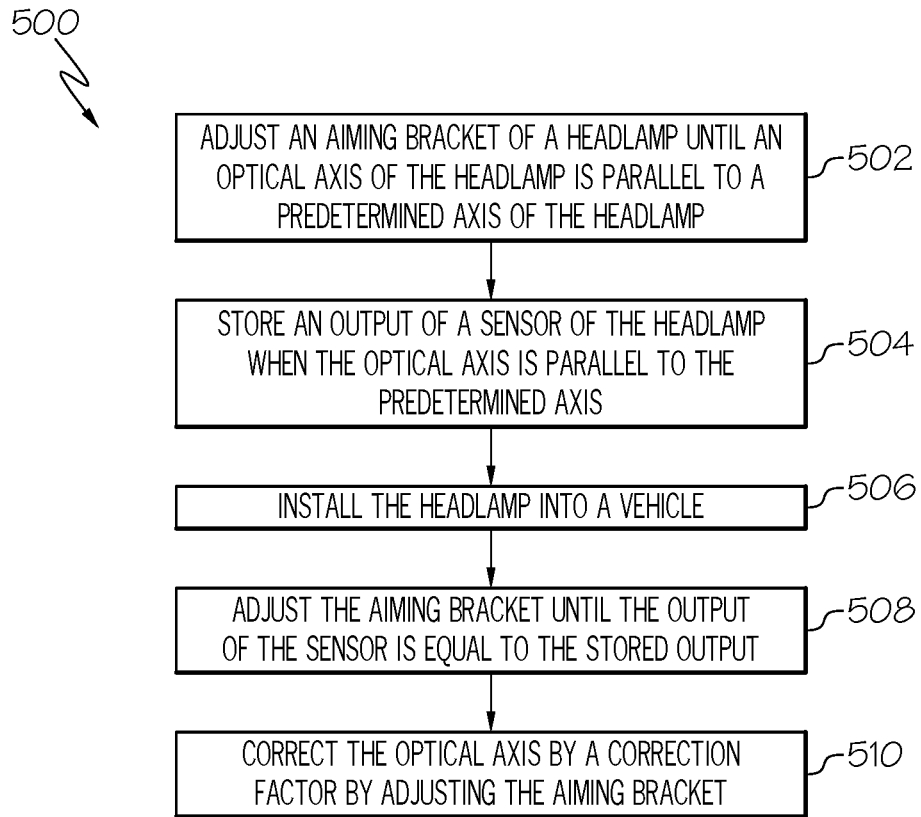 500
ADJUST AN AIMING BRACKET OF A HEADLAMP UNTIL AN
OPTICAL AXIS OF THE HEADLAMP IS PARALLEL TO A
PREDETERMINED AXIS OF THE HEADLAMP
502
STORE AN OUTPUT OF A SENSOR OF THE HEADLAMP
WHEN THE OPTICAL AXIS IS PARALLEL TO THE
PREDETERMINED AXIS
504
INSTALL THE HEADLAMP INTO A VEHICLE
506
ADJUST THE AIMING BRACKET UNTIL THE OUTPUT
OF THE SENSOR IS EQUAL TO THE STORED OUTPUT
508
CORRECT THE OPTICAL AXIS BY A CORRECTION
FACTOR BY ADJUSTING THE AIMING BRACKET
510